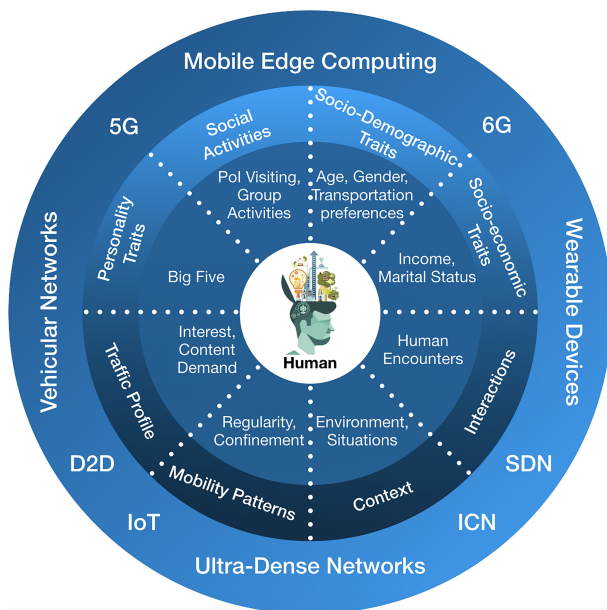 Mobile Edge Computing
5G
6G
Social
Activities
Socio-Demographic
Traits
Personality
Traits
Socio-economic
Traits
PoI Visiting,
Group
Activities
Age, Gender,
Transportation
preferences
Vehicular Networks
Wearable Devices
Big Five
Income,
Marital Status
Human
Interest,
Content
Demand
Human
Encounters
Traffic Profile
Interactions
Regularity,
Confinement
Environment,
Situations
D2D
SDN
Mobility Patterns
Context
IoT
ICN
Ultra-Dense Networks